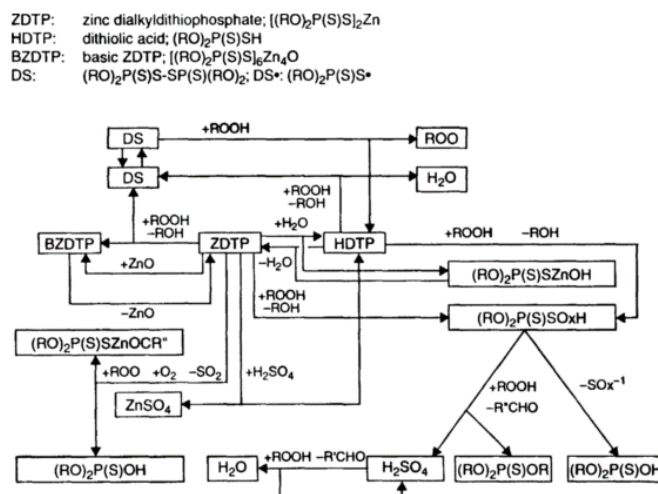 ZDTP: zinc dialkyldithiophosphate; [(RO)2P(S)S]2Zn
HDTP: dithiolic acid; (RO)2P(S)SH
BZDTP: basic ZDTP; [(RO)2P(S)S]6Zn4O
DS: (RO)2P(S)S-SP(S)(RO)2; DS•: (RO)2P(S)S•
DS
+ROOH
ROO
DS
H2O
+ROOH
–ROH
+ROOH
–ROH
+H2O
BZDTP
ZDTP
HDTP
+ROOH –ROH
+ZnO
–H2O
(RO)2P(S)SZnOH
–ZnO
+ROOH
–ROH
(RO)2P(S)SOxH
(RO)2P(S)SZnOCR"
+ROO +O2 –SO2
+H2SO4
ZnSO4
+ROOH
–R"CHO
–SOx–1
(RO)2P(S)OH
H2O
+ROOH –R'CHO
H2SO4
(RO)2P(S)OR
(RO)2P(S)OH